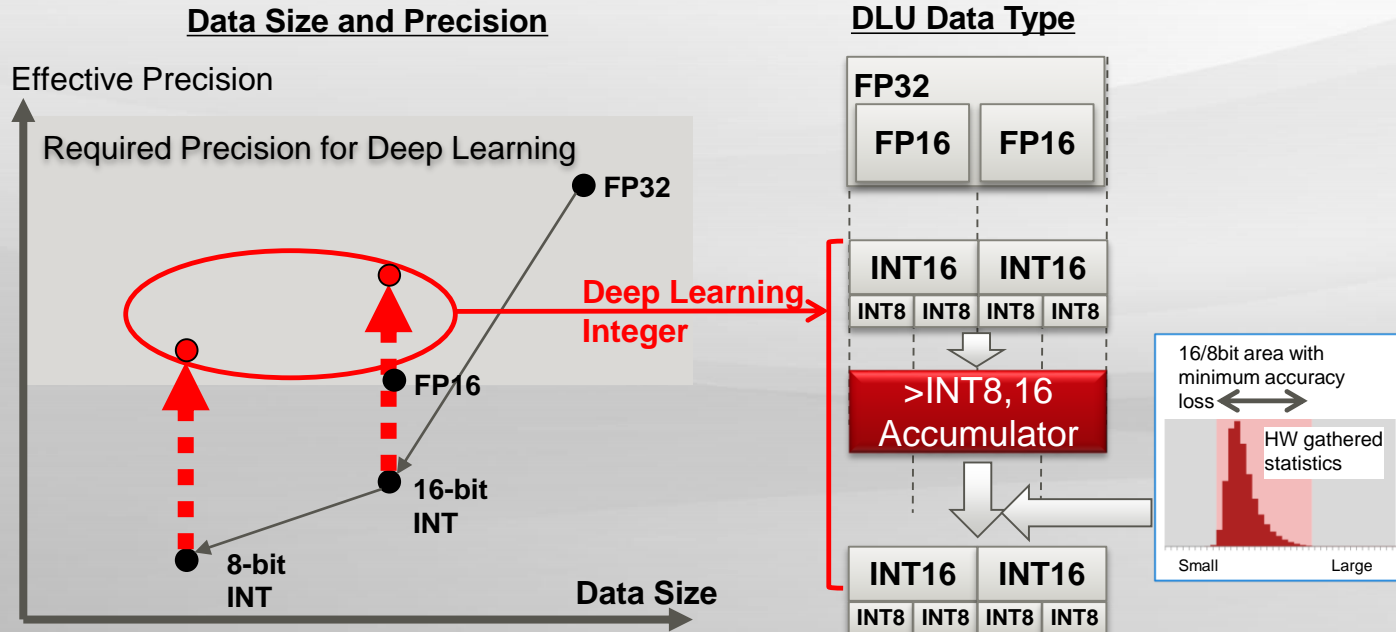 Data Size and Precision
Effective Precision
Required Precision for Deep Learning
FP32
FP16
16-bit
INT
8-bit
INT
Data Size
Deep Learning
Integer
DLU Data Type
FP32
FP16 FP16
INT16 INT16
INT8 INT8 INT8 INT8
>INT8,16
Accumulator
16/8bit area with
minimum accuracy
loss
HW gathered
statistics
Small Large
INT16 INT16
INT8 INT8 INT8 INT8